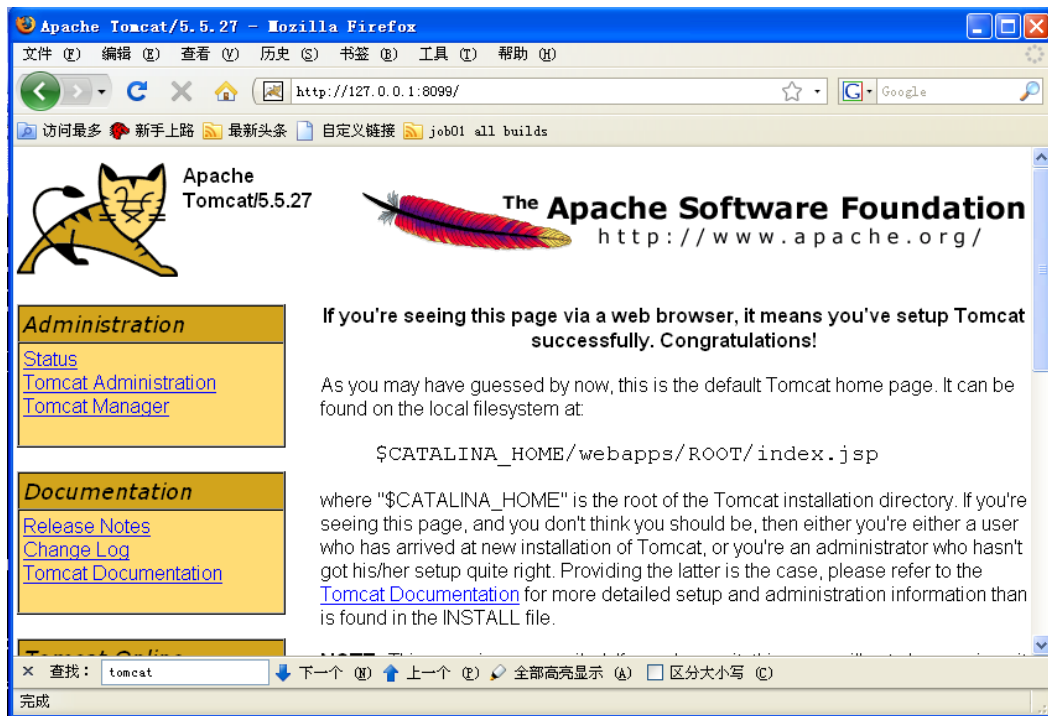 Apache Tomcat/5.5.27 - Mozilla Firefox
文件 (F) 编辑 (E) 查看 (V) 历史 (S) 书签 (B) 工具 (T) 帮助 (H)
http://127.0.0.1:8099/
Google
访问最多 新手上路 最新头条 自定义链接 job01 all builds
Apache
Tomcat/5.5.27
The Apache Software Foundation
http://www.apache.org/
Administration
Status
Tomcat Administration
Tomcat Manager
Documentation
Release Notes
Change Log
Tomcat Documentation
Tomcat Online
If you're seeing this page via a web browser, it means you've setup Tomcat
successfully. Congratulations!
As you may have guessed by now, this is the default Tomcat home page. It can be
found on the local filesystem at:
$CATALINA_HOME/webapps/ROOT/index.jsp
where "$CATALINA_HOME" is the root of the Tomcat installation directory. If you're
seeing this page, and you don't think you should be, then either you're either a user
who has arrived at new installation of Tomcat, or you're an administrator who hasn't
got his/her setup quite right. Providing the latter is the case, please refer to the
Tomcat Documentation for more detailed setup and administration information than
is found in the INSTALL file.
× 查找: tomcat 下一个 (N) 上一个 (P) 全部高亮显示 (A) 区分大小写 (C)
完成